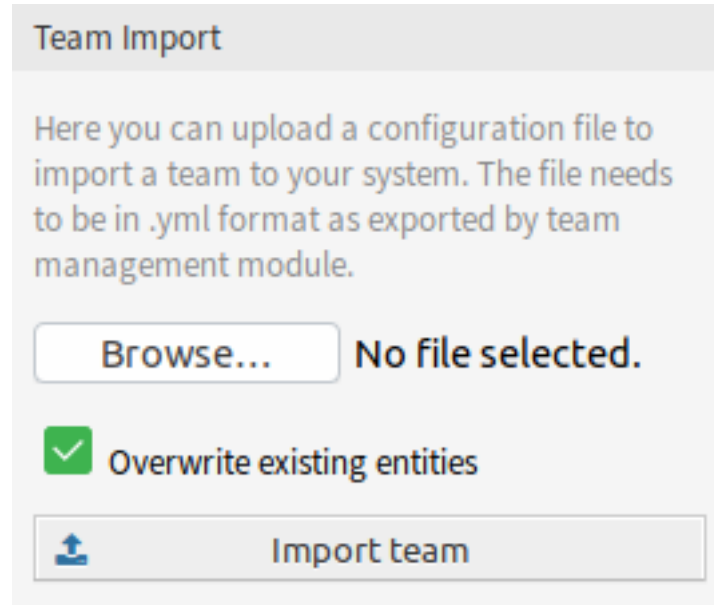 Team Import
Here you can upload a configuration file to
import a team to your system. The file needs
to be in .yml format as exported by team
management module.
Browse... No file selected.
Overwrite existing entities
Import team